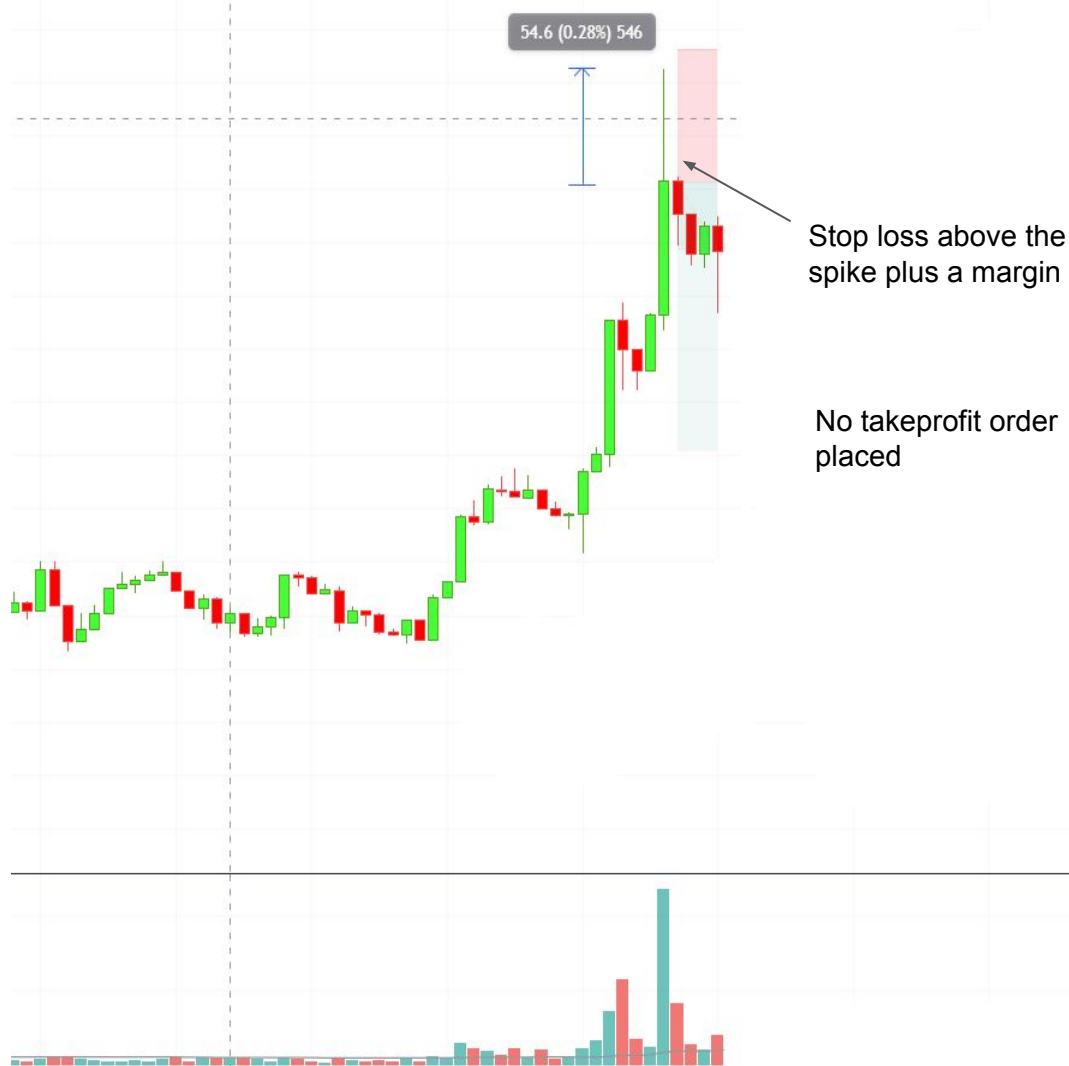 54.6 (0.28%) 546
Stop loss above the
spike plus a margin
No takeprofit order
placed